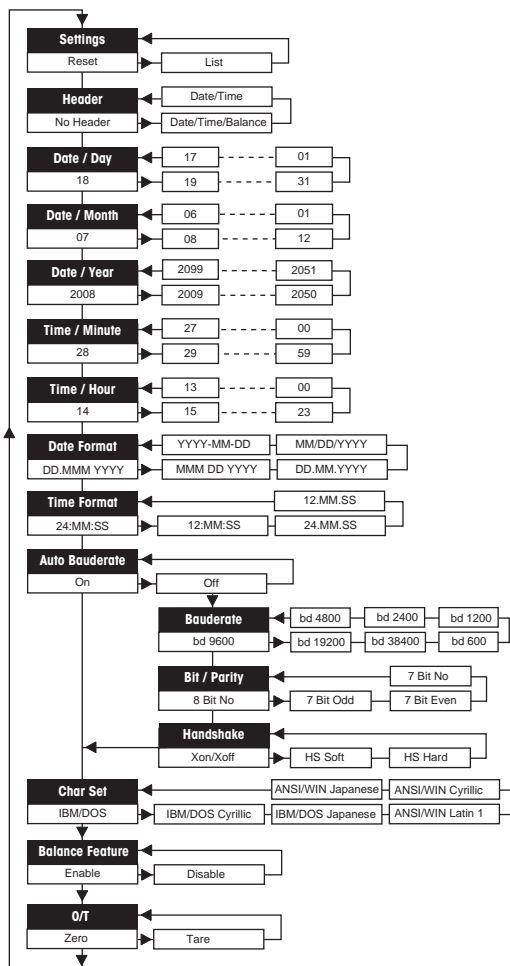 Settings
Reset
List
Header
Date/Time
No Header
Date/Time/Balance
Date / Day
17
01
18
19
31
Date / Month
06
01
07
08
12
Date / Year
2099
2051
2008
2009
2050
Time / Minute
27
00
28
29
59
Time / Hour
13
00
14
15
23
Date Format
YYYY-MM-DD
MM/DD/YYYY
DD.MMM YYYY
MMM DD YYYY
DD.MM.YYYY
Time Format
12.MM.SS
24:MM:SS
12:MM:SS
24.MM.SS
Auto Bauderate
On
Off
Bauderate
bd 4800
bd 2400
bd 1200
bd 9600
bd 19200
bd 38400
bd 600
Bit / Parity
7 Bit No
8 Bit No
7 Bit Odd
7 Bit Even
Handshake
Xon/Xoff
HS Soft
HS Hard
Char Set
ANSI/WIN Japanese
ANSI/WIN Cyrillic
IBM/DOS
IBM/DOS Cyrillic
IBM/DOS Japanese
ANSI/WIN Latin 1
Balance Feature
Enable
Disable
O/T
Zero
Tare